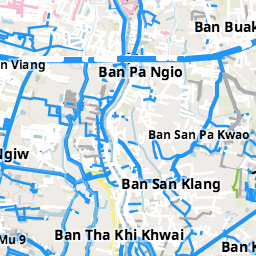 Ban Buak
n Viang
Ban Pa Ngio
Ban San Pa Kwao
Ngiw
Ban San Klang
Ban Tha Khi Khwai
Mu 9
Ban K